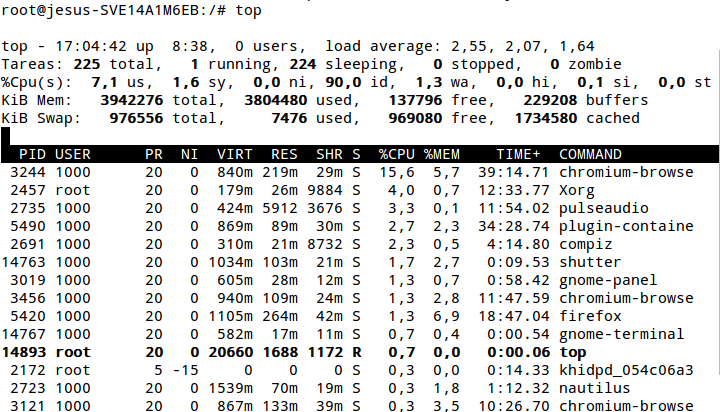 root@jesus-SVE14A1M6EB:/# top
top - 17:04:42 up  8:38,  0 users,  load average: 2,55, 2,07, 1,64
Tareas: 225 total,   1 running, 224 sleeping,   0 stopped,   0 zombie
%Cpu(s):  7,1 us,  1,6 sy,  0,0 ni, 90,0 id,  1,3 wa,  0,0 hi,  0,1 si,  0,0 st
KiB Mem:   3942276 total,  3804480 used,   137796 free,   229208 buffers
KiB Swap:   976556 total,     7476 used,   969080 free,  1734580 cached
PID USER      PR  NI  VIRT  RES  SHR S  %CPU %MEM    TIME+  COMMAND
3244 1000      20   0  840m 219m  29m S  15,6  5,7  39:14.71 chromium-browse
2457 root      20   0  179m  26m 9884 S   4,0  0,7  12:33.77 Xorg
2735 1000      20   0  424m 5912 3676 S   3,3  0,1  11:54.02 pulseaudio
5490 1000      20   0  869m  89m  30m S   2,7  2,3  34:28.74 plugin-containe
2691 1000      20   0  310m  21m 8732 S   2,3  0,5   4:14.80 compiz
14763 1000      20   0 1034m 103m  21m S   1,7  2,7   0:09.53 shutter
3019 1000      20   0  605m  28m  12m S   1,3  0,7   0:58.42 gnome-panel
3456 1000      20   0  940m 109m  24m S   1,3  2,8  11:47.59 chromium-browse
5420 1000      20   0 1105m 264m  42m S   1,3  6,9  18:47.04 firefox
14767 1000      20   0  582m  17m  11m S   0,7  0,4   0:00.54 gnome-terminal
14893 root      20   0 20660 1688 1172 R   0,7  0,0   0:00.06 top
2172 root       5 -15     0    0    0 S   0,3  0,0   0:14.33 khidpd_054c06a3
2723 1000      20   0 1539m  70m  19m S   0,3  1,8   1:12.32 nautilus
3121 1000      20   0  867m 133m  39m S   0,3  3,5  10:26.70 chromium-browse